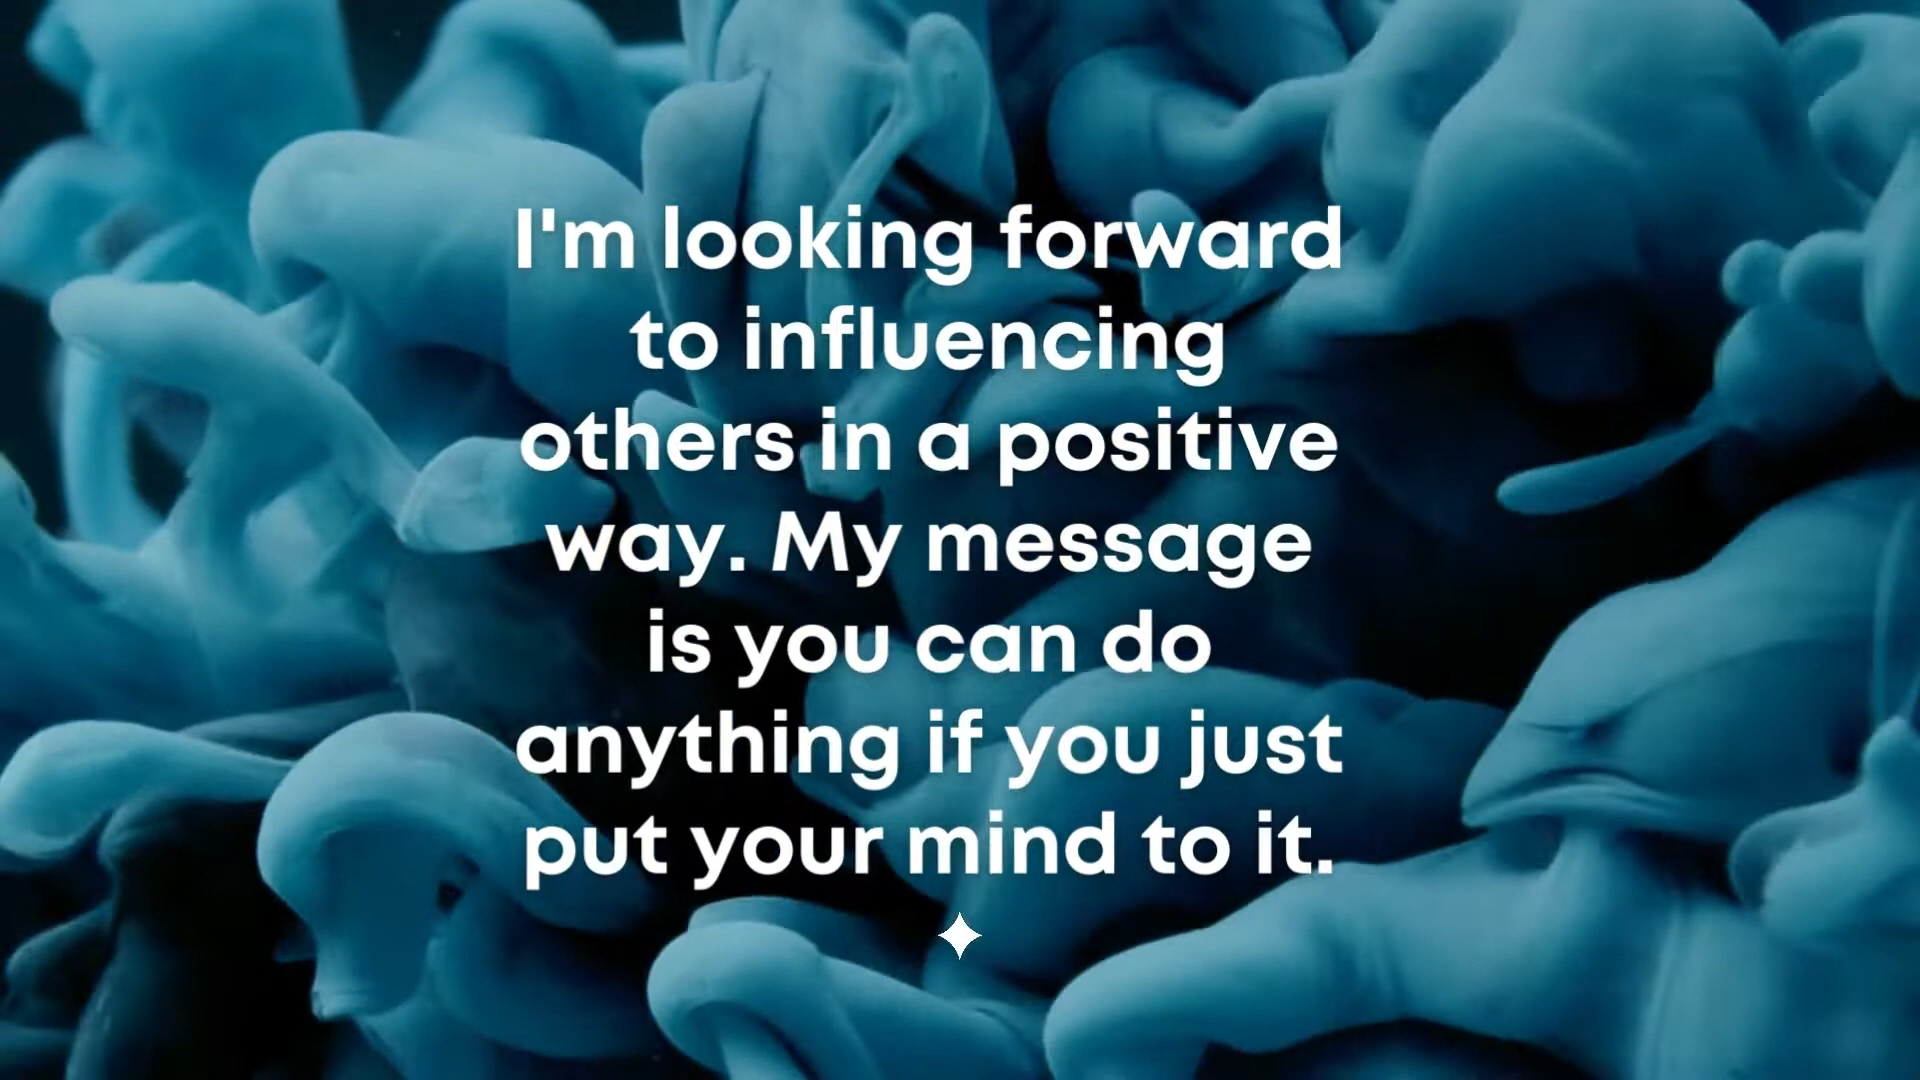 I'm looking forward
to influencing
others in a positive
way. My message
is you can do
anything if you just
put your mind to it.